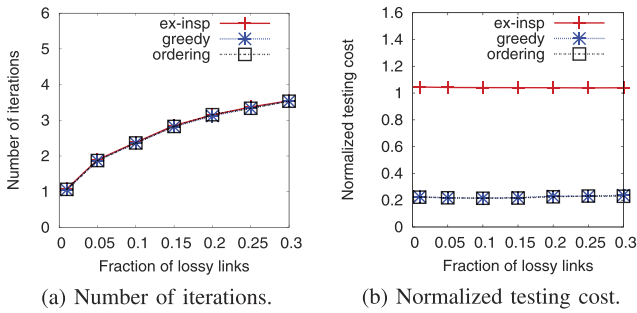 6
5
4
3
2
1
0
Number of iterations
ex-insp
greedy
ordering
0 0.05 0.1 0.15 0.2 0.25 0.3
Fraction of lossy links
(a) Number of iterations.
1.6
1.4
1.2
1
0.8
0.6
0.4
0.2
0
Normalized testing cost
ex-insp
greedy
ordering
0 0.05 0.1 0.15 0.2 0.25 0.3
Fraction of lossy links
(b) Normalized testing cost.